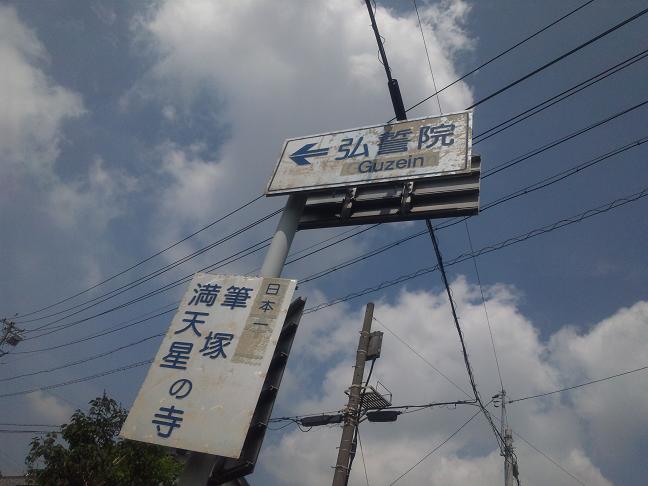 弘誓院
Guzein
日本一
筆塚
満天星の寺